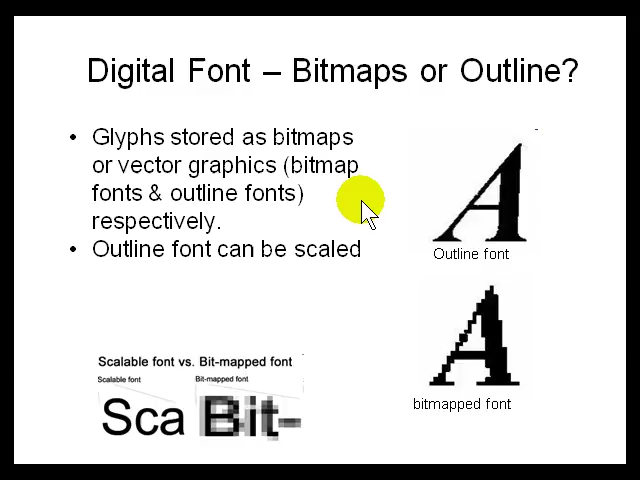 Digital Font – Bitmaps or Outline?
• Glyphs stored as bitmaps
or vector graphics (bitmap
fonts & outline fonts)
respectively.
• Outline font can be scaled
A
Outline font
A
bitmapped font
Scalable font vs. Bit-mapped font
Scalable font Bit-mapped font
Sca Bit-